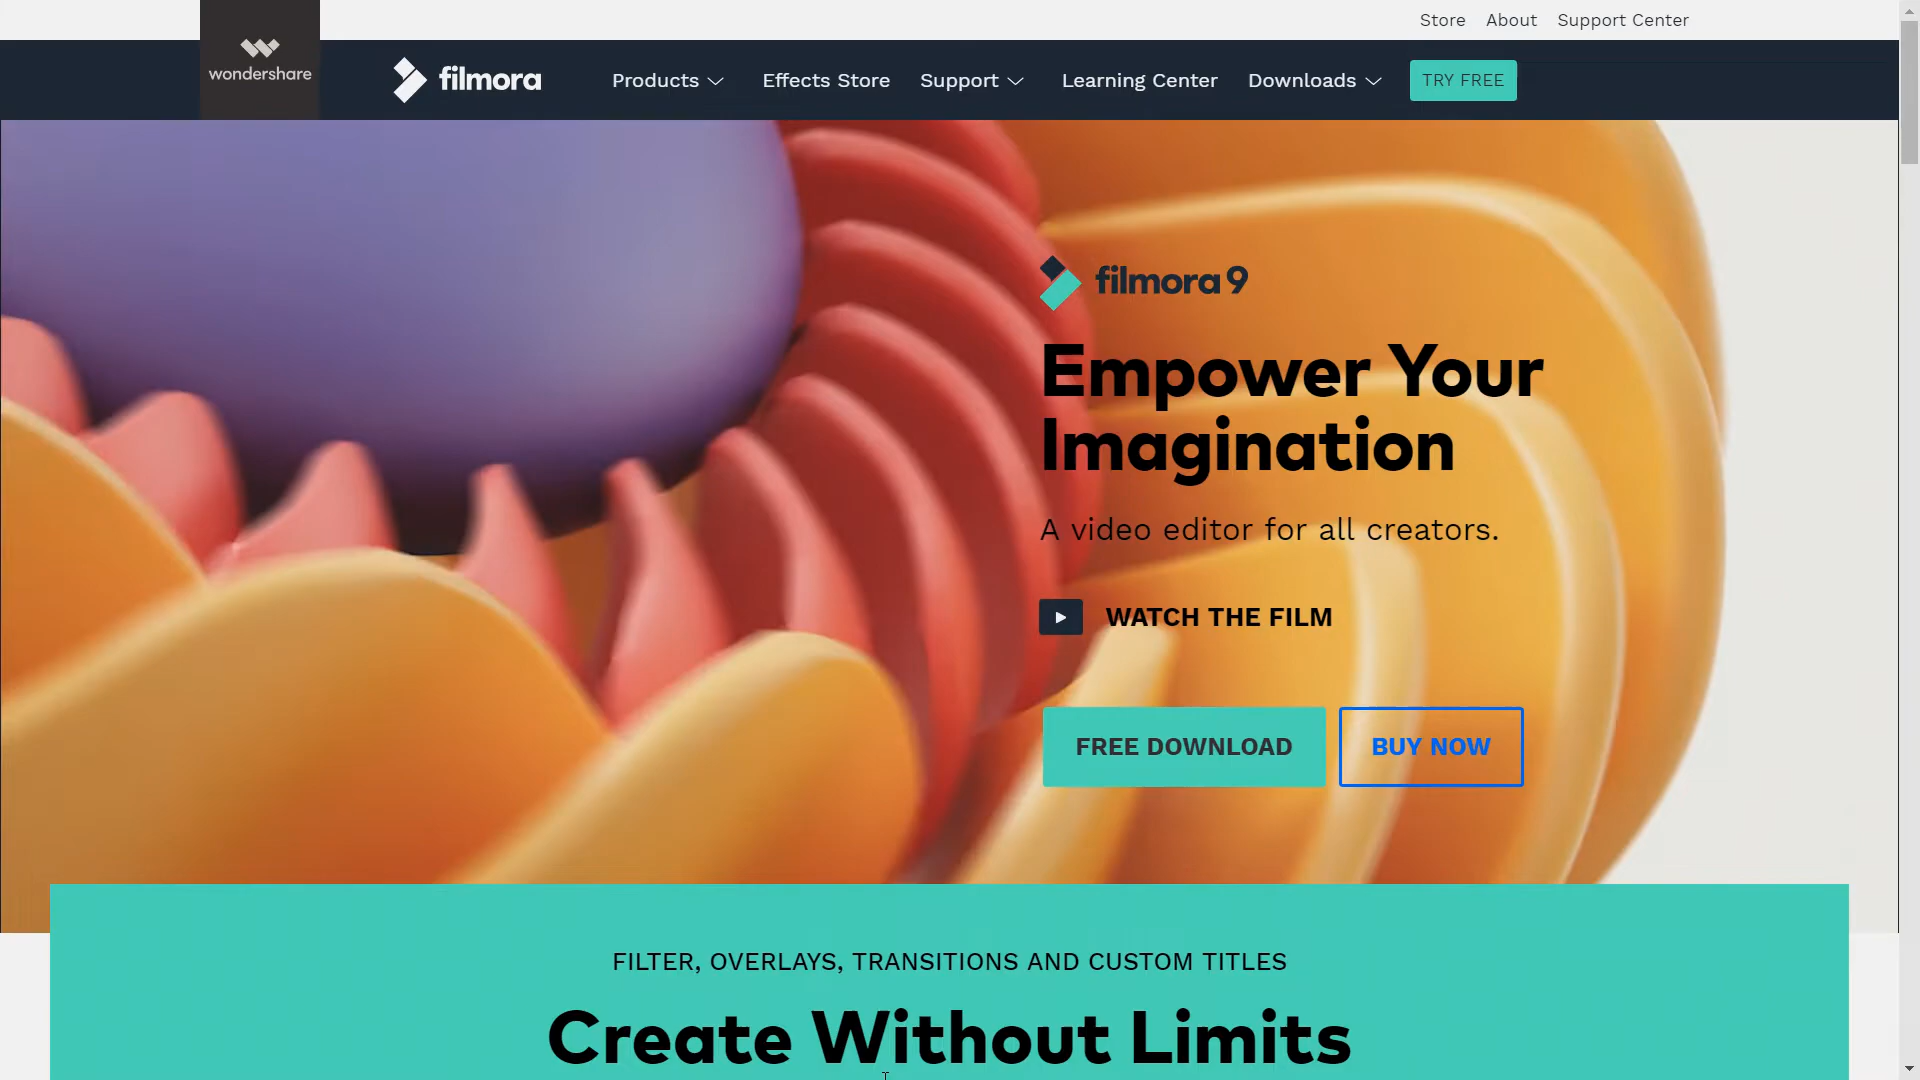 Store About Support Center
wondershare
filmora
Products
Effects Store
Support
Learning Center
Downloads
TRY FREE
filmora 9
Empower Your
Imagination
A video editor for all creators.
WATCH THE FILM
FREE DOWNLOAD
BUY NOW
FILTER, OVERLAYS, TRANSITIONS AND CUSTOM TITLES
Create Without Limits